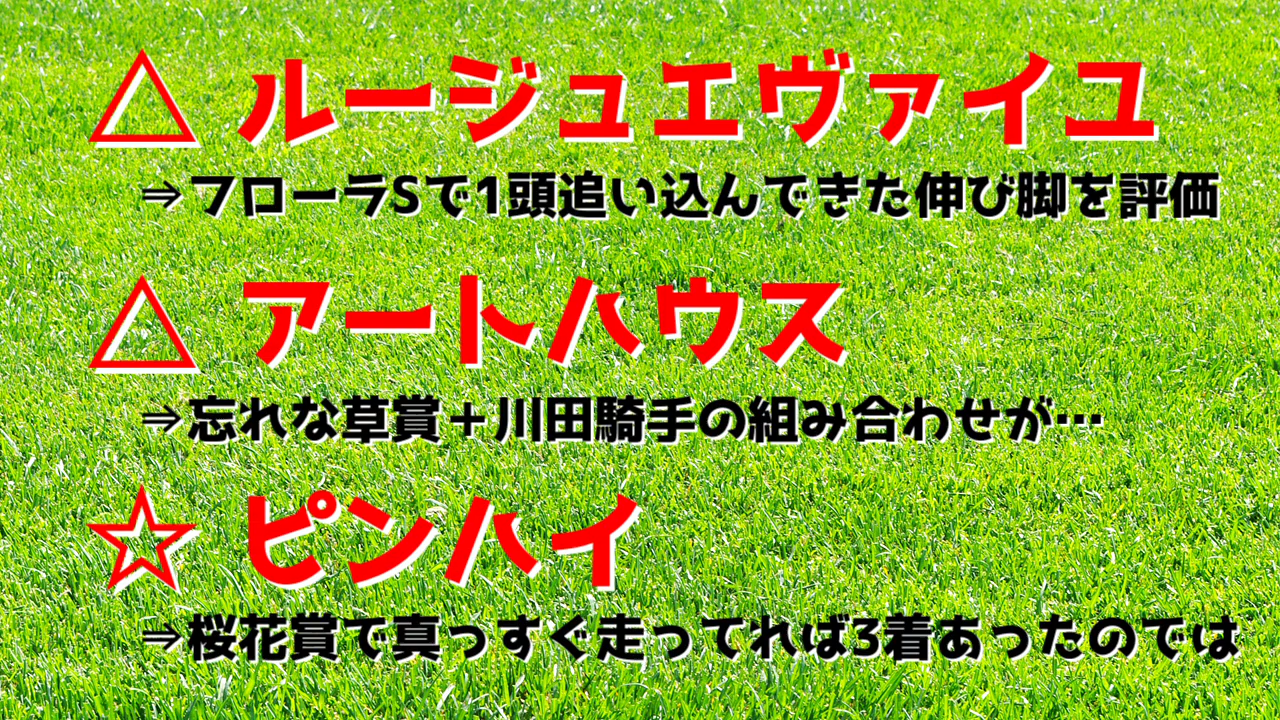 △ ルージュエヴァイユ
⇒フローラSで1頭追い込んできた伸び脚を評価
△ アートハウス
⇒忘れな草賞＋川田騎手の組み合わせが…
☆ ピンハイ
⇒桜花賞で真っすぐ走ってれば3着あったのでは